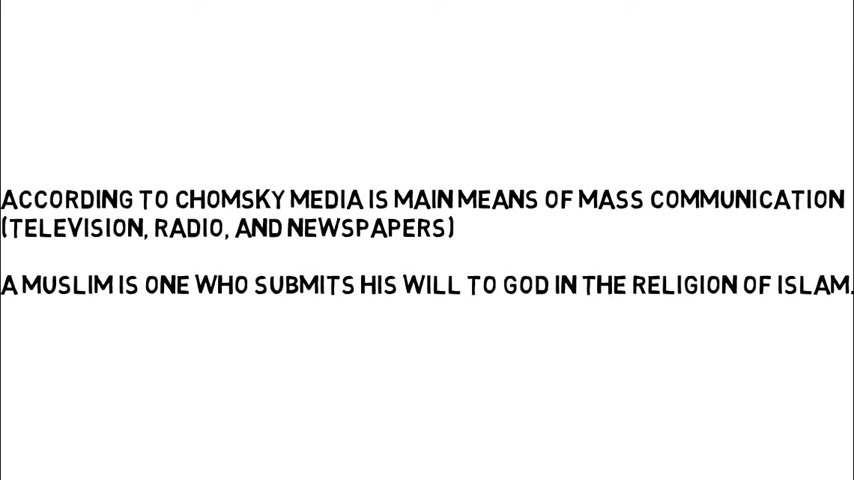 ACCORDING TO CHOMSKY MEDIA IS MAIN MEANS OF MASS COMMUNICATION
(TELEVISION, RADIO, AND NEWSPAPERS)
A MUSLIM IS ONE WHO SUBMITS HIS WILL TO GOD IN THE RELIGION OF ISLAM.